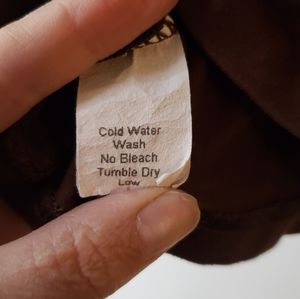 Cold Water
Wash
No Bleach
Tumble Dry
Low